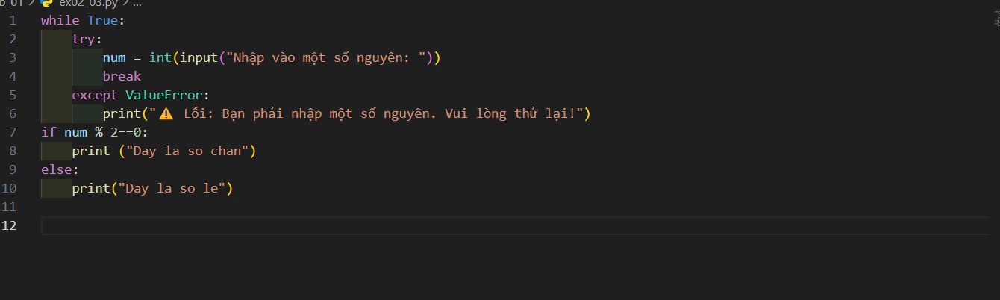 ex02_03.py > ...
1 while True:
2     try:
3         num = int(input("Nhập vào một số nguyên: "))
4         break
5     except ValueError:
6         print("⚠️ Lỗi: Bạn phải nhập một số nguyên. Vui lòng thử lại!")
7 if num % 2==0:
8     print ("Day la so chan")
9 else:
10     print("Day la so le")
11
12